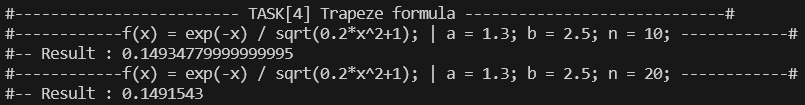 #------------------------- TASK[4] Trapeze formula -----------------------------#
#------------f(x) = exp(-x) / sqrt(0.2*x^2+1); | a = 1.3; b = 2.5; n = 10; ------------#
#-- Result : 0.14934779999999995
#------------f(x) = exp(-x) / sqrt(0.2*x^2+1); | a = 1.3; b = 2.5; n = 20; ------------#
#-- Result : 0.1491543